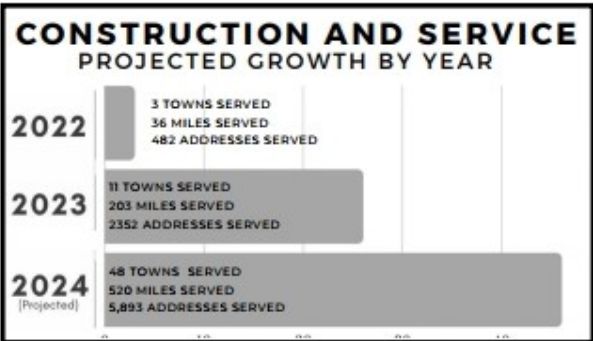 CONSTRUCTION AND SERVICE
PROJECTED GROWTH BY YEAR
2022
3 TOWNS SERVED
36 MILES SERVED
482 ADDRESSES SERVED
2023
11 TOWNS SERVED
203 MILES SERVED
2352 ADDRESSES SERVED
2024
(Projected)
48 TOWNS SERVED
520 MILES SERVED
5,893 ADDRESSES SERVED